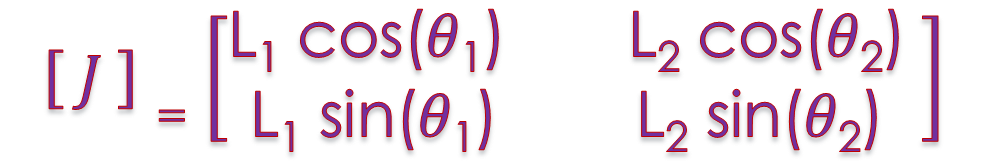 [ J ] = [ L₁ cos(θ₁) L₂ cos(θ₂)
L₁ sin(θ₁) L₂ sin(θ₂) ]